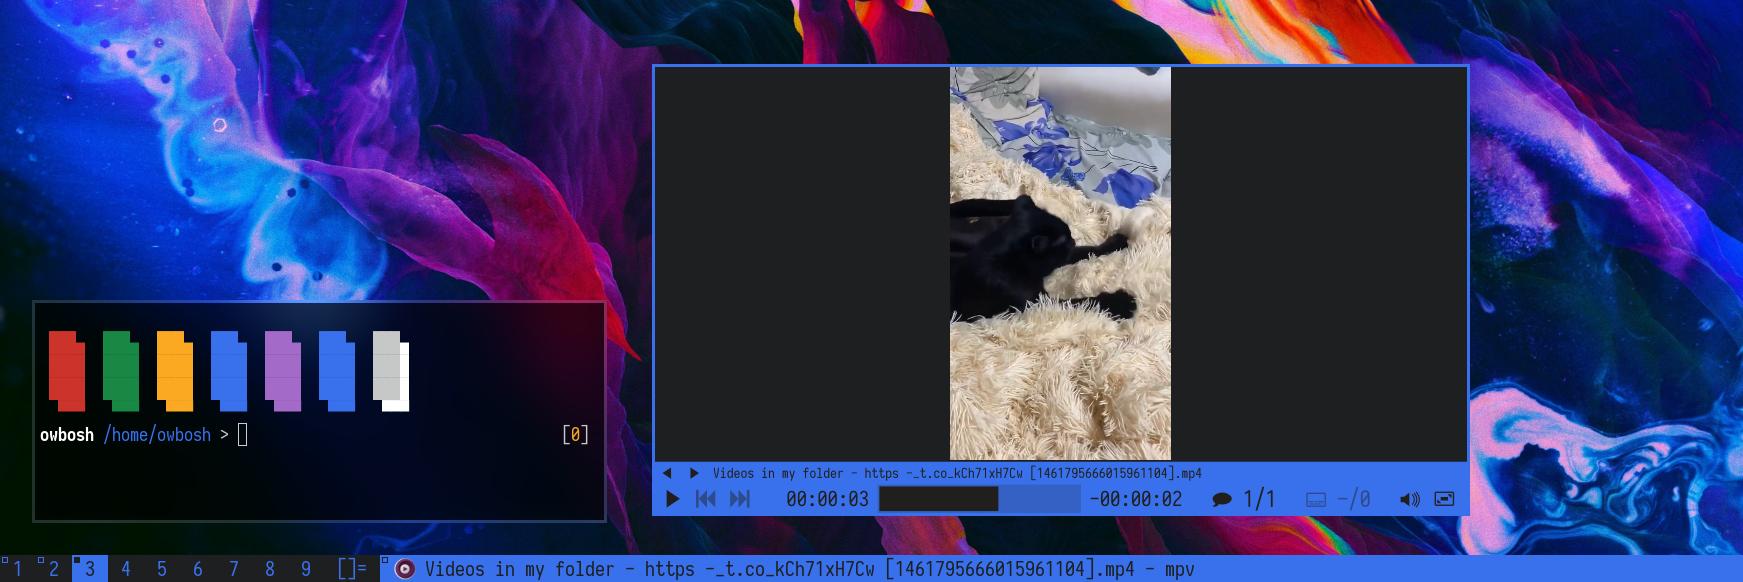 owbosh /home/owbosh > [0]
Videos in my folder - https -_t.co_kCh71xH7Cw [1461795666015961104].mp4
00:00:03 -00:00:02 1/1 -/0
1 2 3 4 5 6 7 8 9 []= Videos in my folder - https -_t.co_kCh71xH7Cw [1461795666015961104].mp4 - mpv